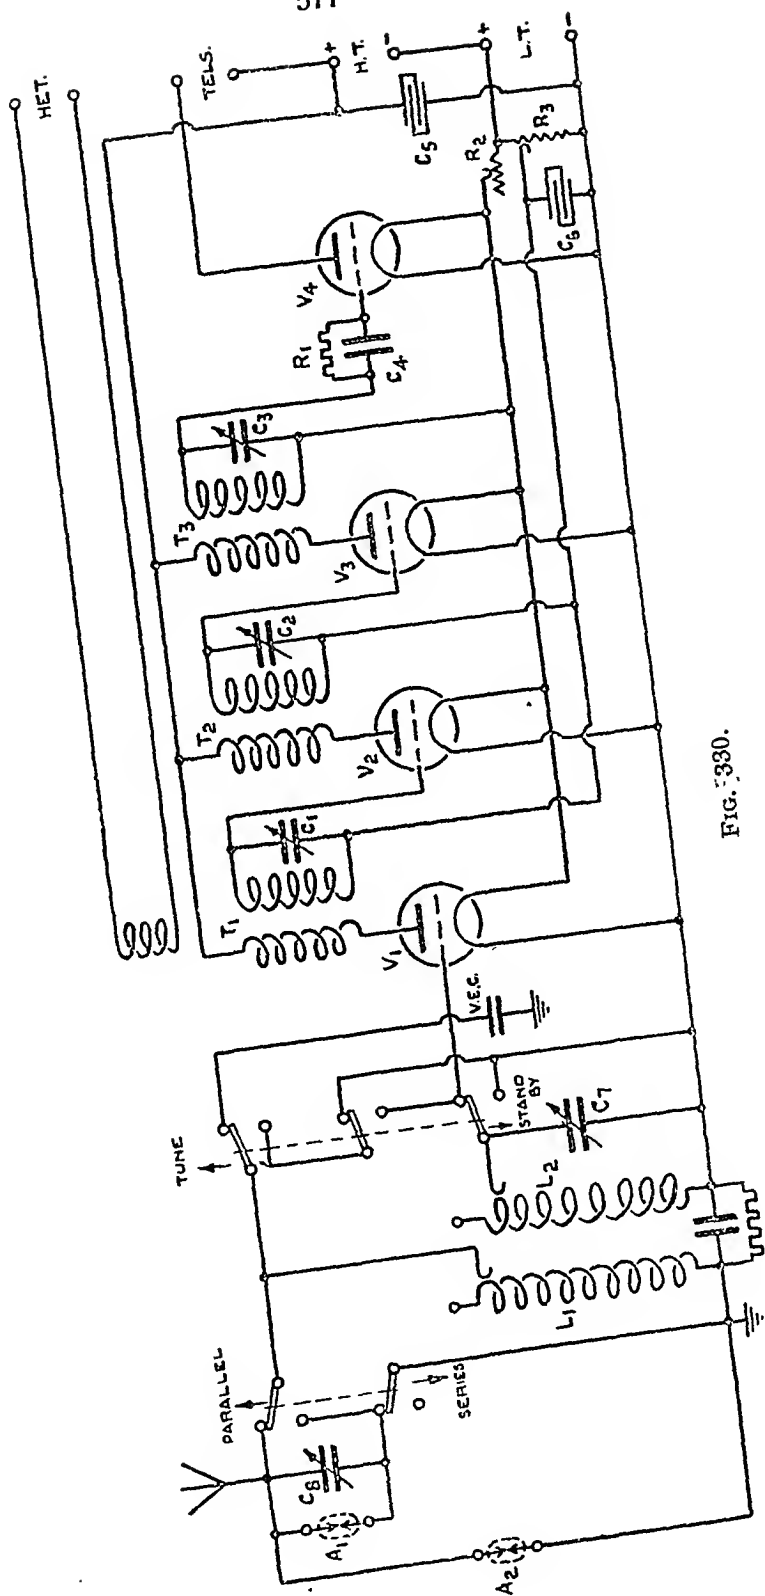 HET.
TELS.
+
H.T.
-
+
L.T.
-
C5
R2
R3
C6
V4
R1
C4
C3
T3
V3
C2
T2
V2
C1
T1
V1
V.E.C.
TUNE
STAND
BY
C7
L2
L1
PARALLEL
SERIES
C8
A1
A2
FIG. 330.